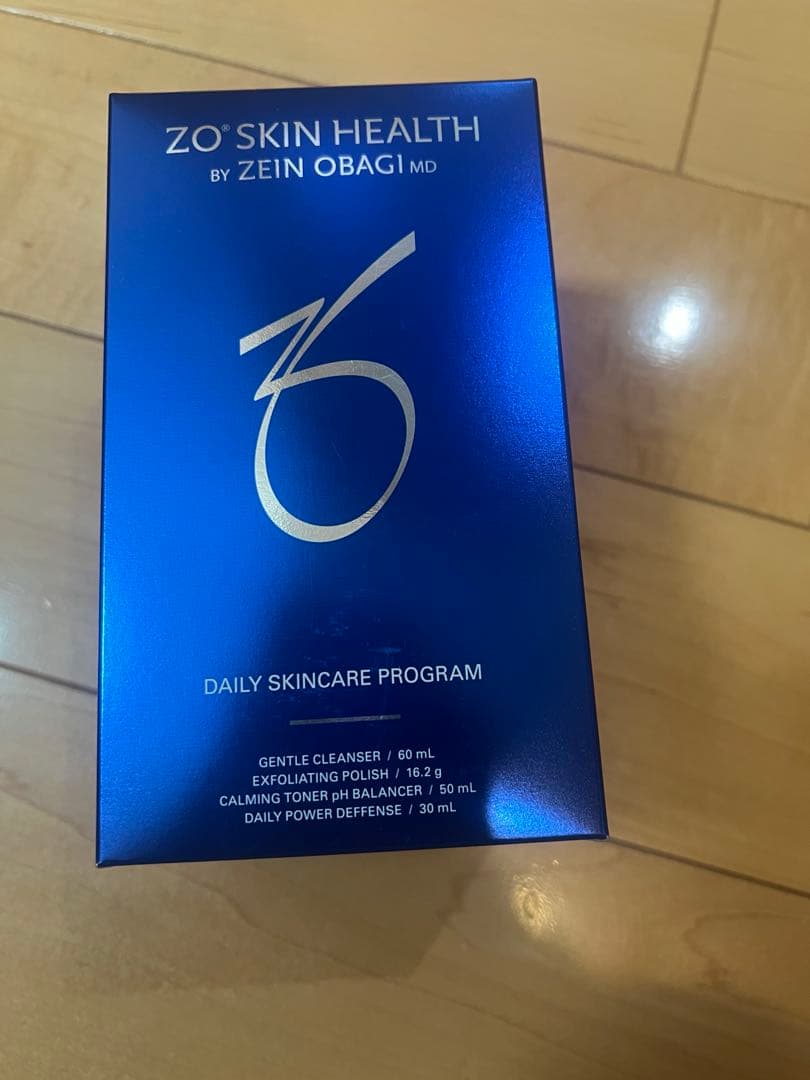 ZO® SKIN HEALTH
BY ZEIN OBAGI MD
DAILY SKINCARE PROGRAM
GENTLE CLEANSER / 60 mL
EXFOLIATING POLISH / 16.2 g
CALMING TONER pH BALANCER / 50 mL
DAILY POWER DEFFENSE / 30 mL